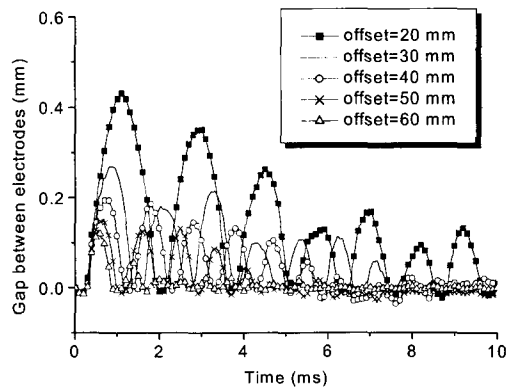 0.6
0.4
0.2
0.0
Gap between electrodes (mm)
offset=20 mm
offset=30 mm
offset=40 mm
offset=50 mm
offset=60 mm
0
2
4
6
8
10
Time (ms)